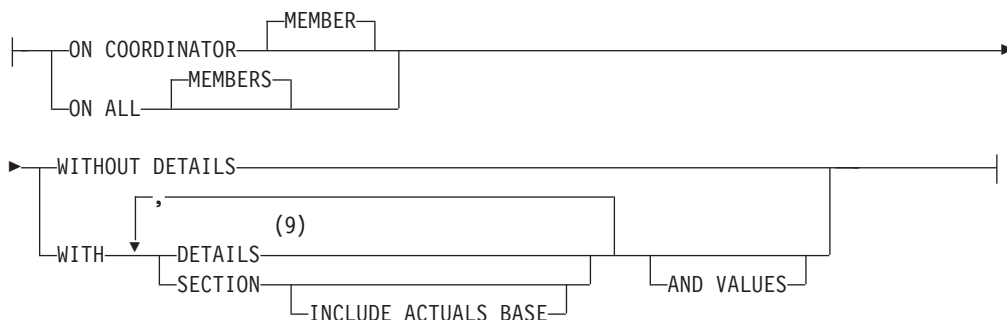 MEMBER
ON COORDINATOR
MEMBERS
ON ALL
WITHOUT DETAILS
,
(9)
WITH DETAILS
SECTION AND VALUES
INCLUDE ACTUALS BASE